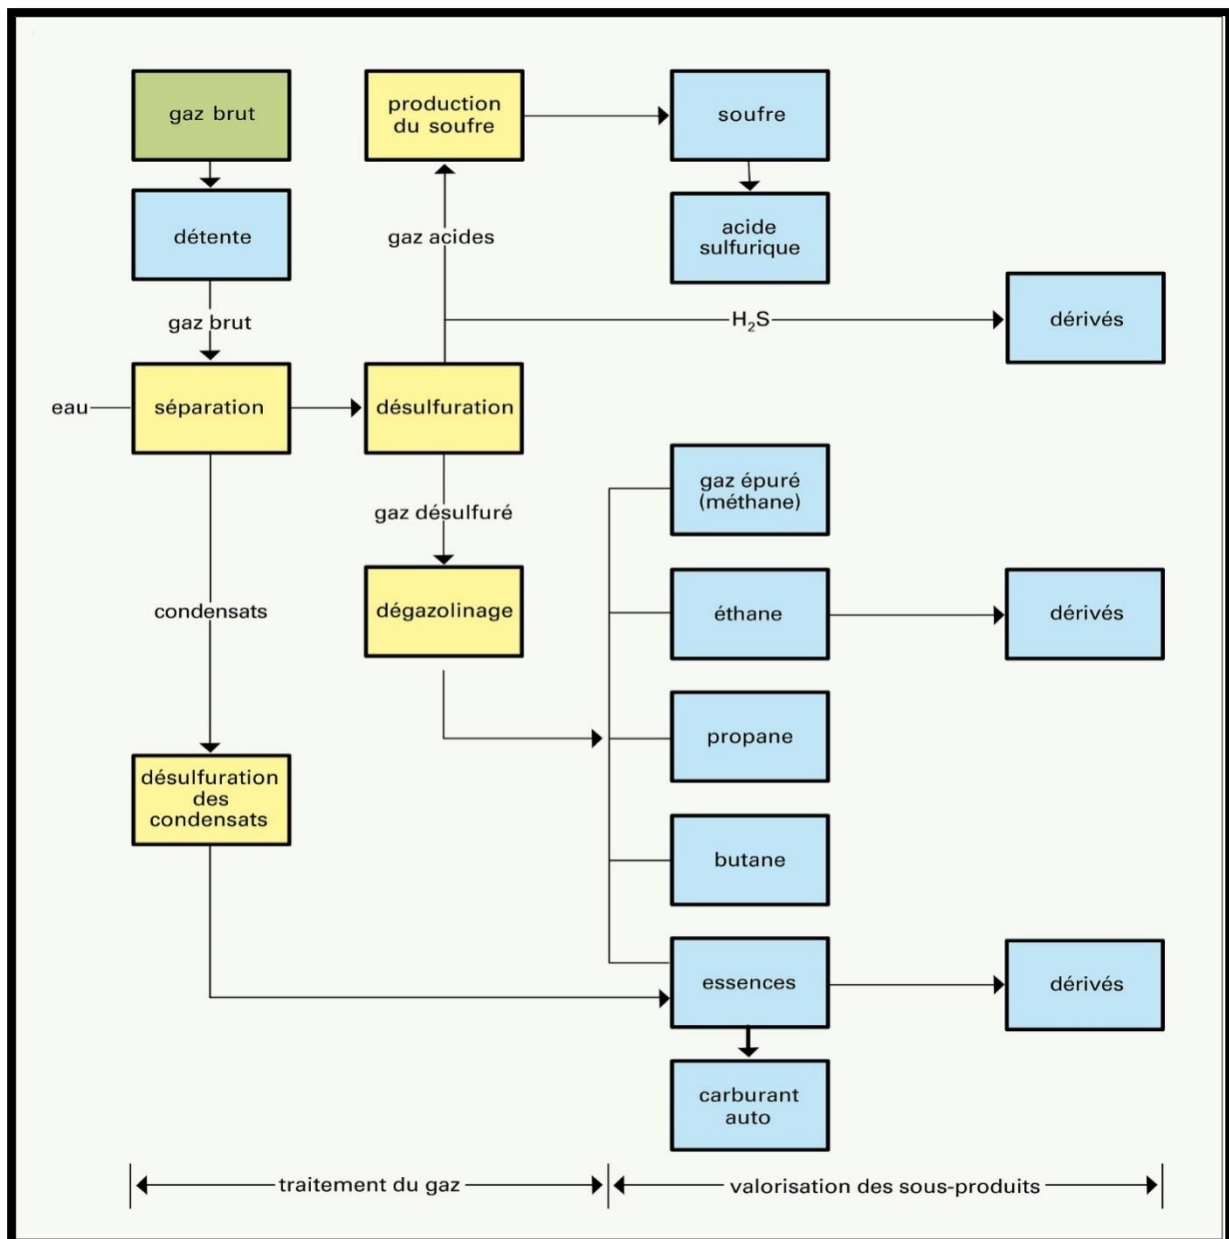 gaz brut
production
du soufre
soufre
détente
gaz acides
acide
sulfurique
gaz brut
H₂S
dérivés
eau
séparation
désulfuration
gaz épuré
(méthane)
gaz désulfuré
condensats
dégazolinage
éthane
dérivés
propane
désulfuration
des
condensats
butane
essences
dérivés
carburant
auto
traitement du gaz
valorisation des sous-produits